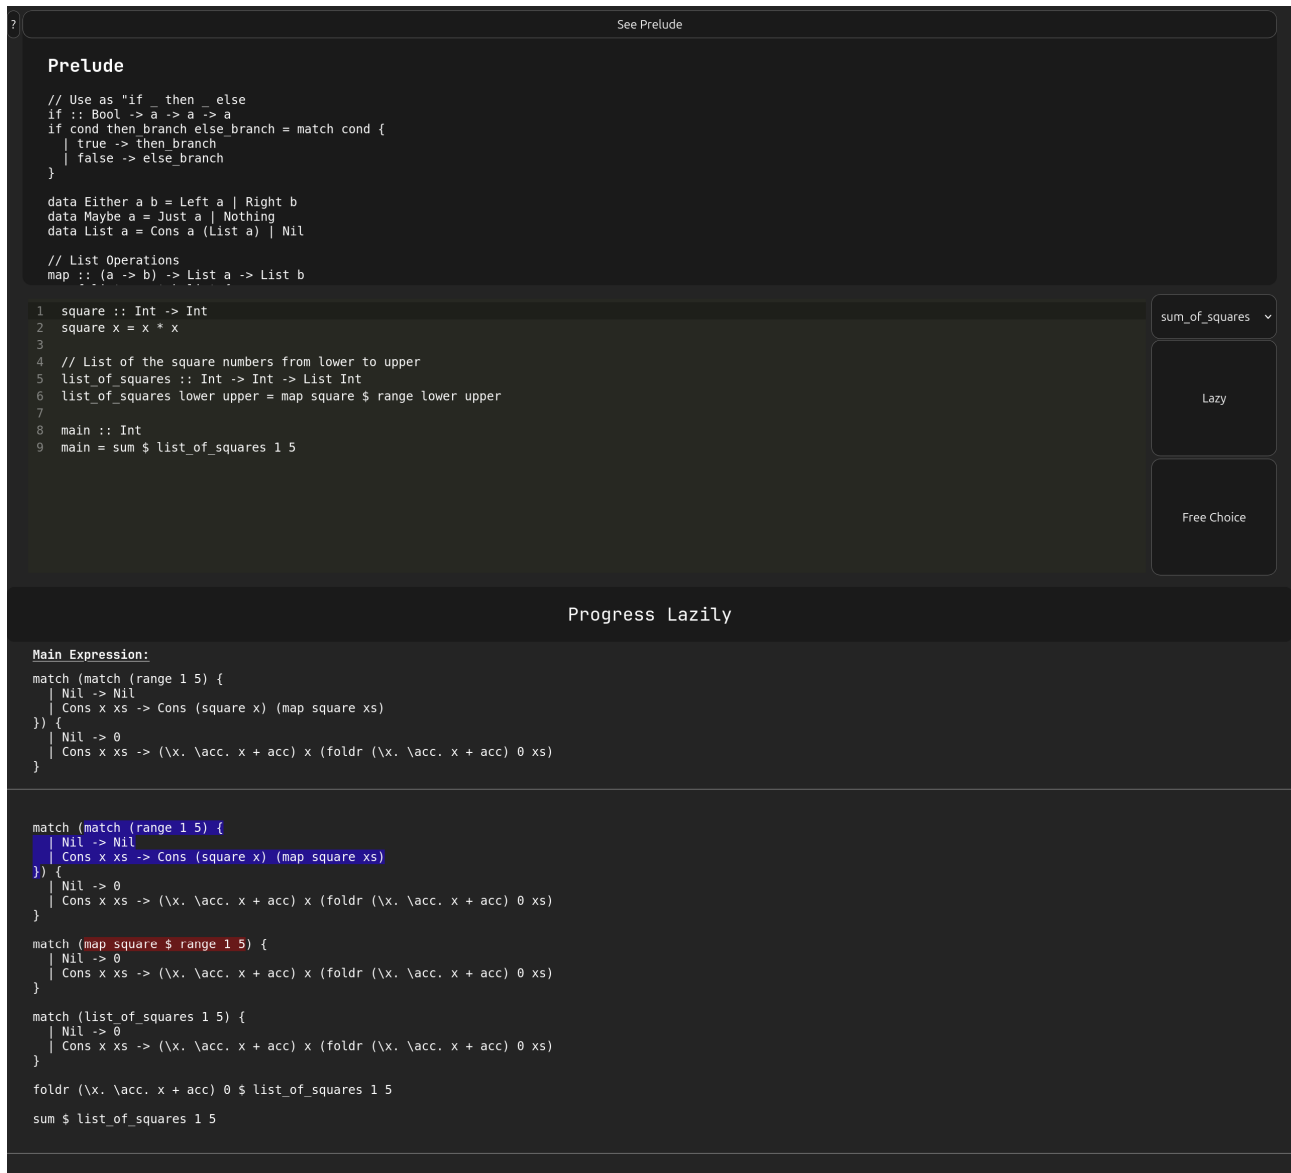 ?
See Prelude
Prelude
// Use as "if _ then _ else
if :: Bool -> a -> a -> a
if cond then_branch else_branch = match cond {
  | true -> then_branch
  | false -> else_branch
}
data Either a b = Left a | Right b
data Maybe a = Just a | Nothing
data List a = Cons a (List a) | Nil
// List Operations
map :: (a -> b) -> List a -> List b
1 square :: Int -> Int
2 square x = x * x
3
4 // List of the square numbers from lower to upper
5 list_of_squares :: Int -> Int -> List Int
6 list_of_squares lower upper = map square $ range lower upper
7
8 main :: Int
9 main = sum $ list_of_squares 1 5
sum_of_squares
Lazy
Free Choice
Progress Lazily
Main Expression:
match (match (range 1 5) {
  | Nil -> Nil
  | Cons x xs -> Cons (square x) (map square xs)
}) {
  | Nil -> 0
  | Cons x xs -> (\x. \acc. x + acc) x (foldr (\x. \acc. x + acc) 0 xs)
}
match (match (range 1 5) {
  | Nil -> Nil
  | Cons x xs -> Cons (square x) (map square xs)
}) {
  | Nil -> 0
  | Cons x xs -> (\x. \acc. x + acc) x (foldr (\x. \acc. x + acc) 0 xs)
}
match (map square $ range 1 5) {
  | Nil -> 0
  | Cons x xs -> (\x. \acc. x + acc) x (foldr (\x. \acc. x + acc) 0 xs)
}
match (list_of_squares 1 5) {
  | Nil -> 0
  | Cons x xs -> (\x. \acc. x + acc) x (foldr (\x. \acc. x + acc) 0 xs)
}
foldr (\x. \acc. x + acc) 0 $ list_of_squares 1 5
sum $ list_of_squares 1 5